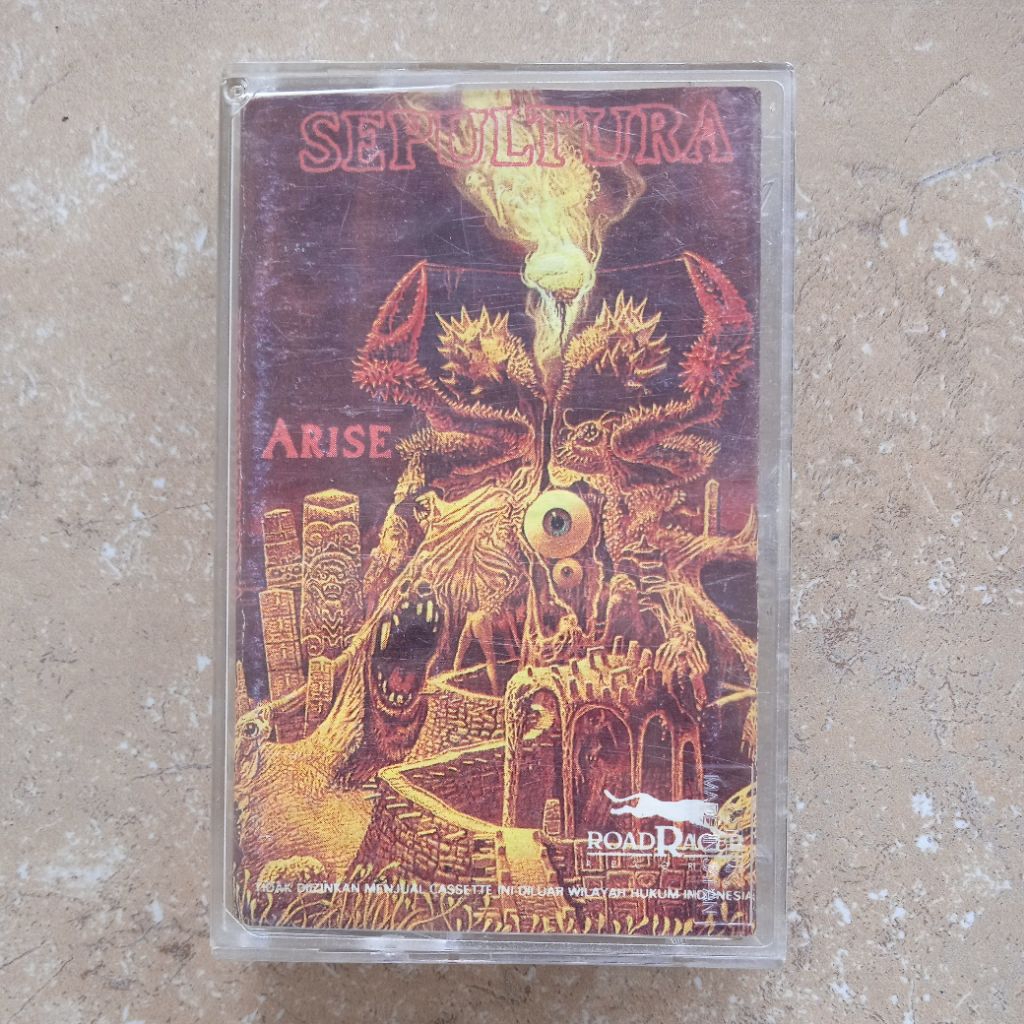 SEPULTURA
ARISE
ROADRACER
TIDAK DIIZINKAN MENJUAL CASSETTE INI DILUAR WILAYAH HUKUM INDONESIA